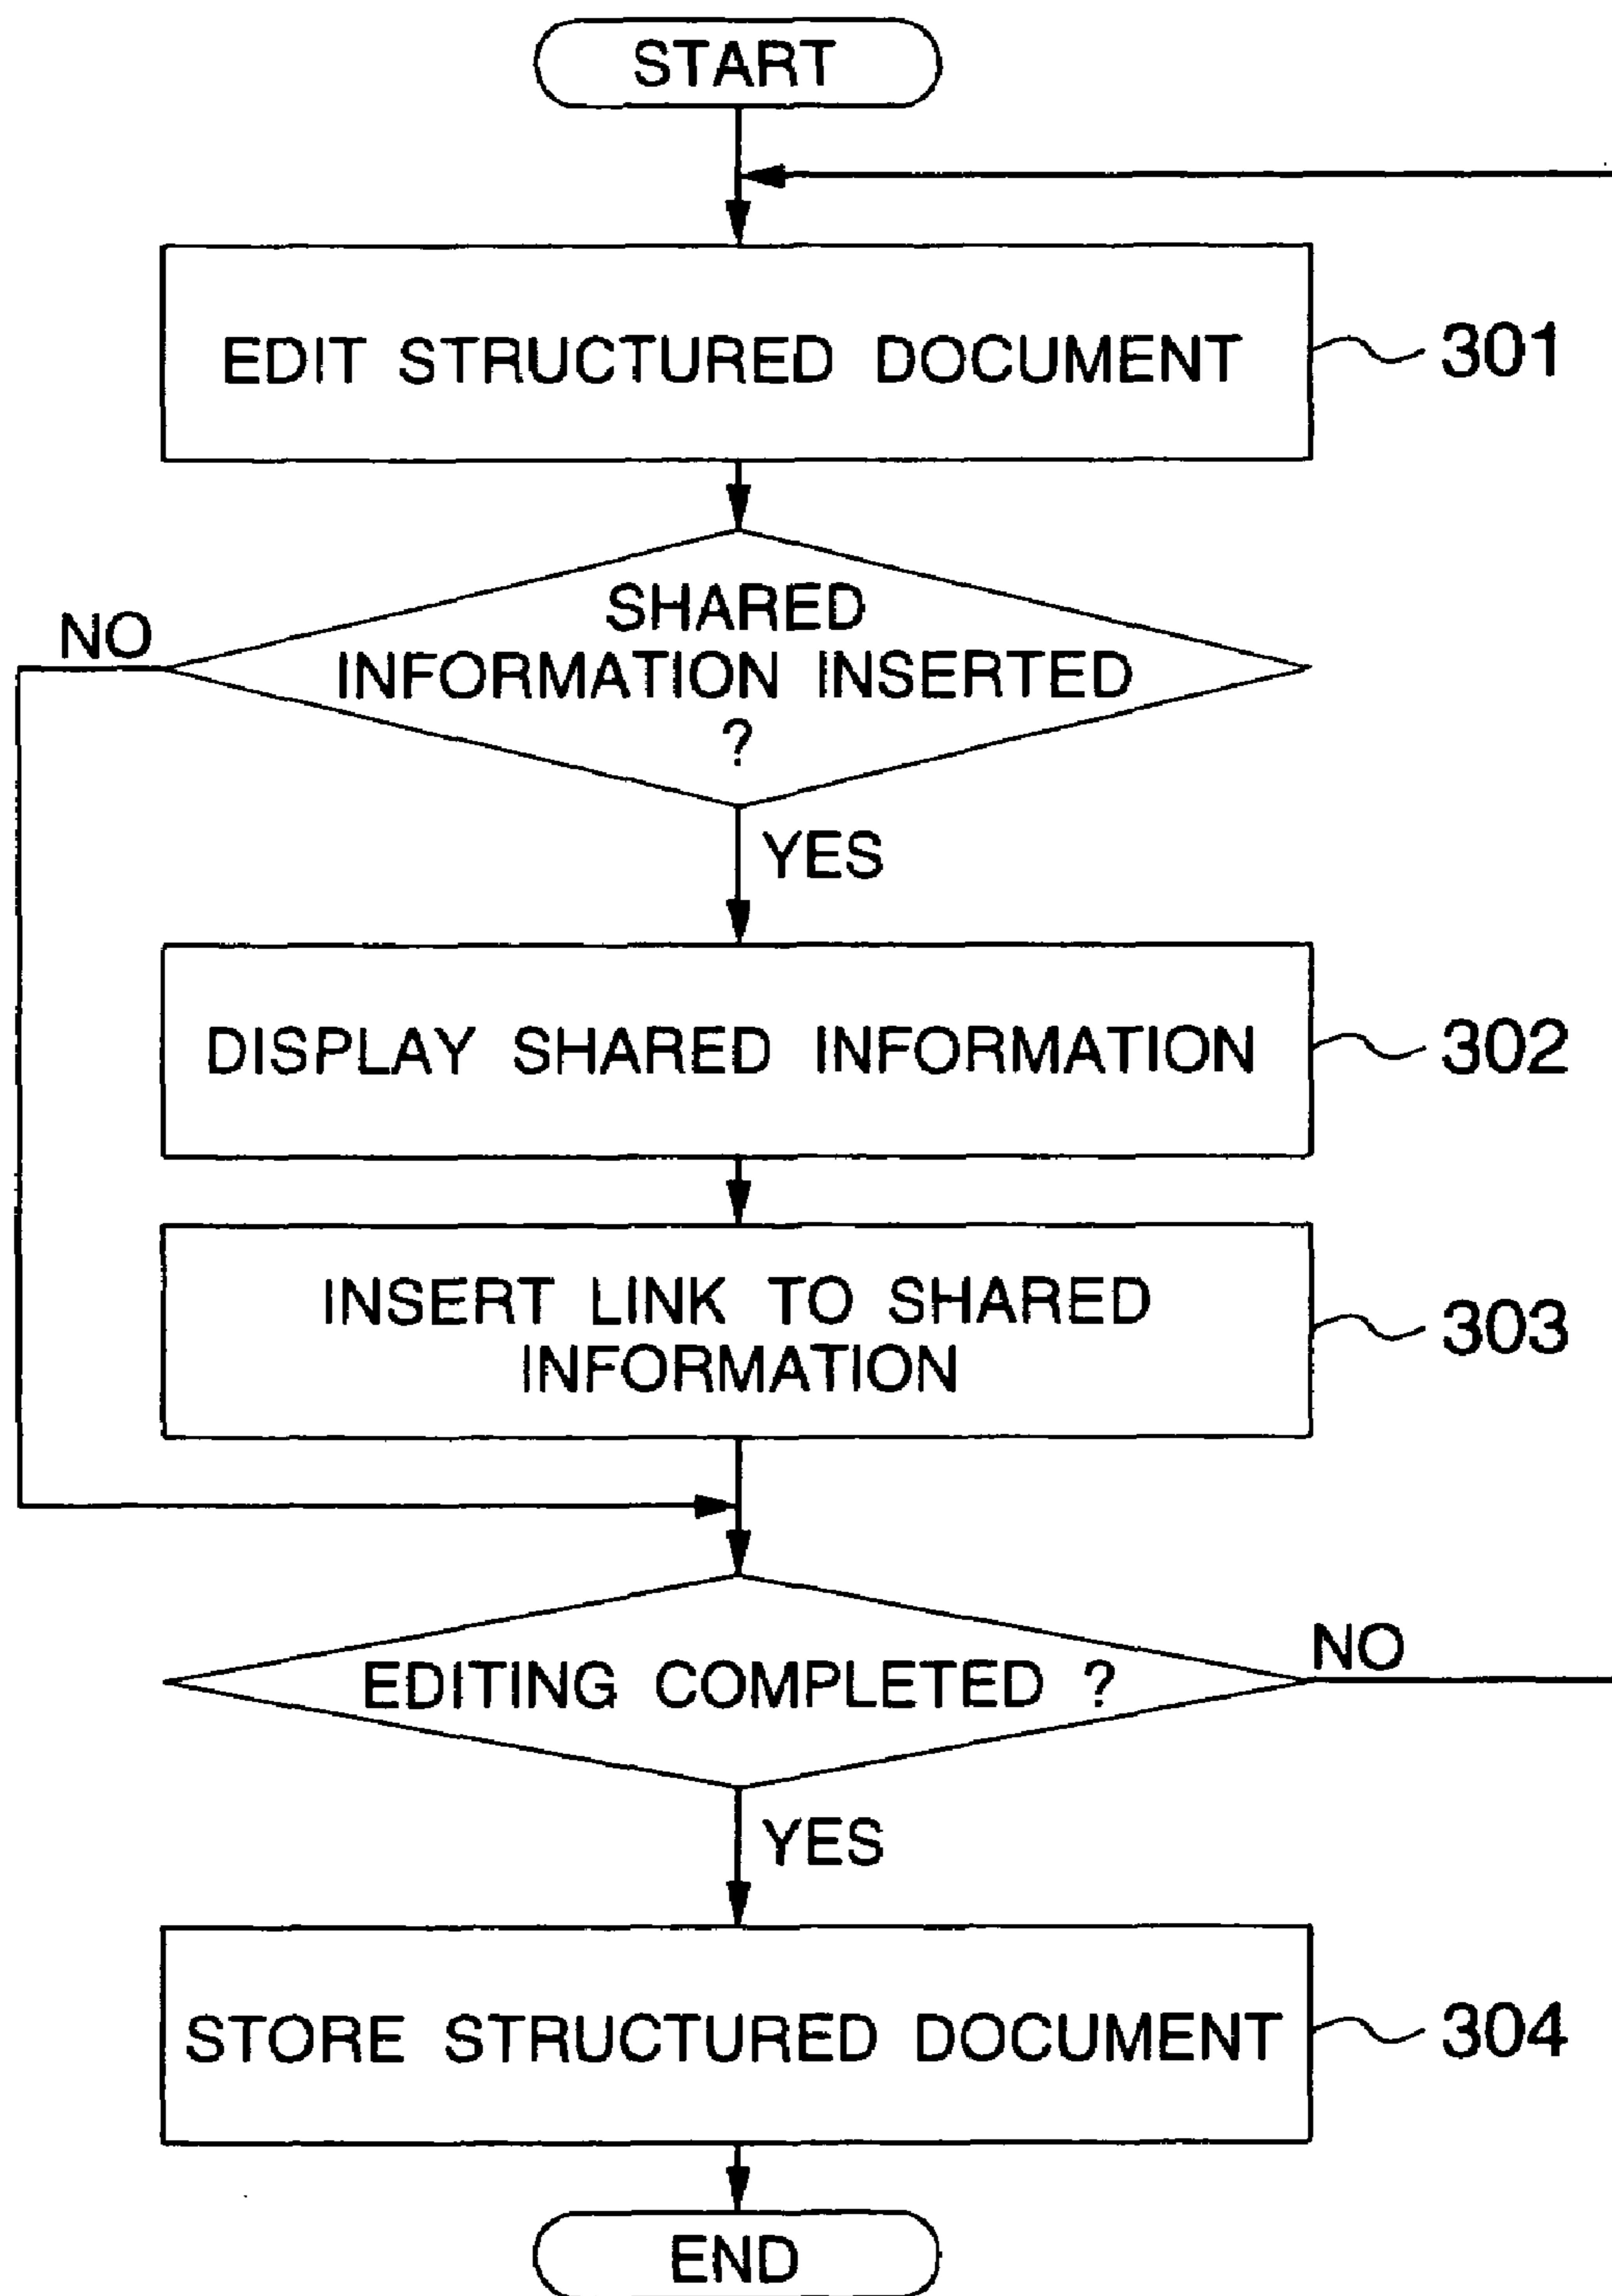 START
EDIT STRUCTURED DOCUMENT
301
SHARED
NO
INFORMATION INSERTED
?
YES
DISPLAY SHARED INFORMATION
302
INSERT LINK TO SHARED
303
INFORMATION
EDITING COMPLETED ?
NO
YES
STORE STRUCTURED DOCUMENT
304
END